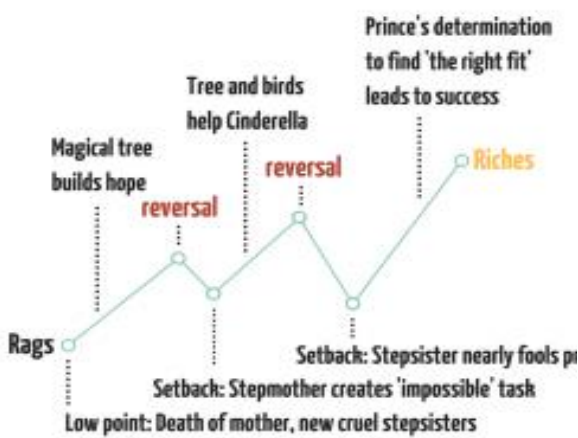 Prince's determination
to find 'the right fit'
leads to success
Tree and birds
help Cinderella
Magical tree
builds hope
reversal
reversal
Riches
Rags
Setback: Stepsister nearly fools
Setback: Stepmother creates 'impossible' task
Low point: Death of mother, new cruel stepsisters